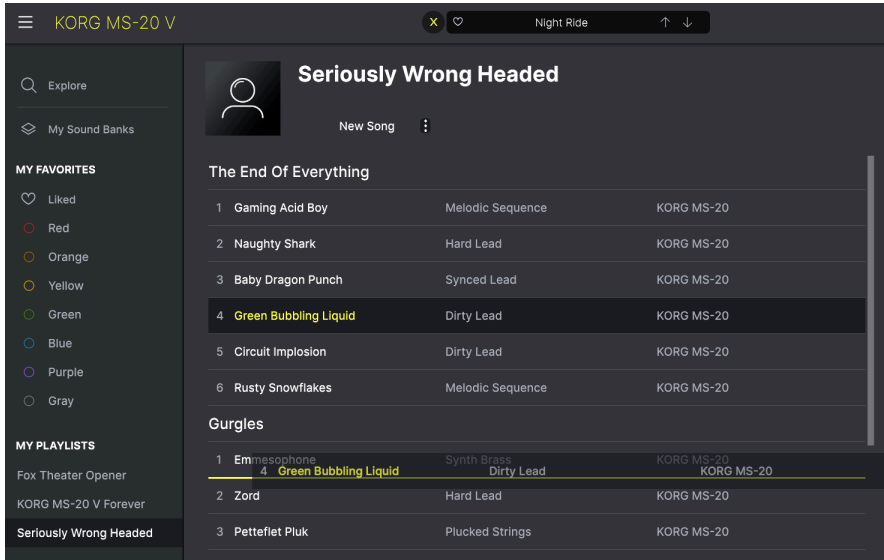 KORG MS-20 V
X Night Ride
Explore
My Sound Banks
MY FAVORITES
Liked
Red
Orange
Yellow
Green
Blue
Purple
Gray
MY PLAYLISTS
Fox Theater Opener
KORG MS-20 V Forever
Seriously Wrong Headed
Seriously Wrong Headed
New Song
The End Of Everything
1 Gaming Acid Boy Melodic Sequence KORG MS-20
2 Naughty Shark Hard Lead KORG MS-20
3 Baby Dragon Punch Synced Lead KORG MS-20
4 Green Bubbling Liquid Dirty Lead KORG MS-20
5 Circuit Implosion Dirty Lead KORG MS-20
6 Rusty Snowflakes Melodic Sequence KORG MS-20
Gurgles
1 Emmesophone Synth Brass KORG MS-20
4 Green Bubbling Liquid Dirty Lead KORG MS-20
2 Zord Hard Lead KORG MS-20
3 Petteflet Pluk Plucked Strings KORG MS-20